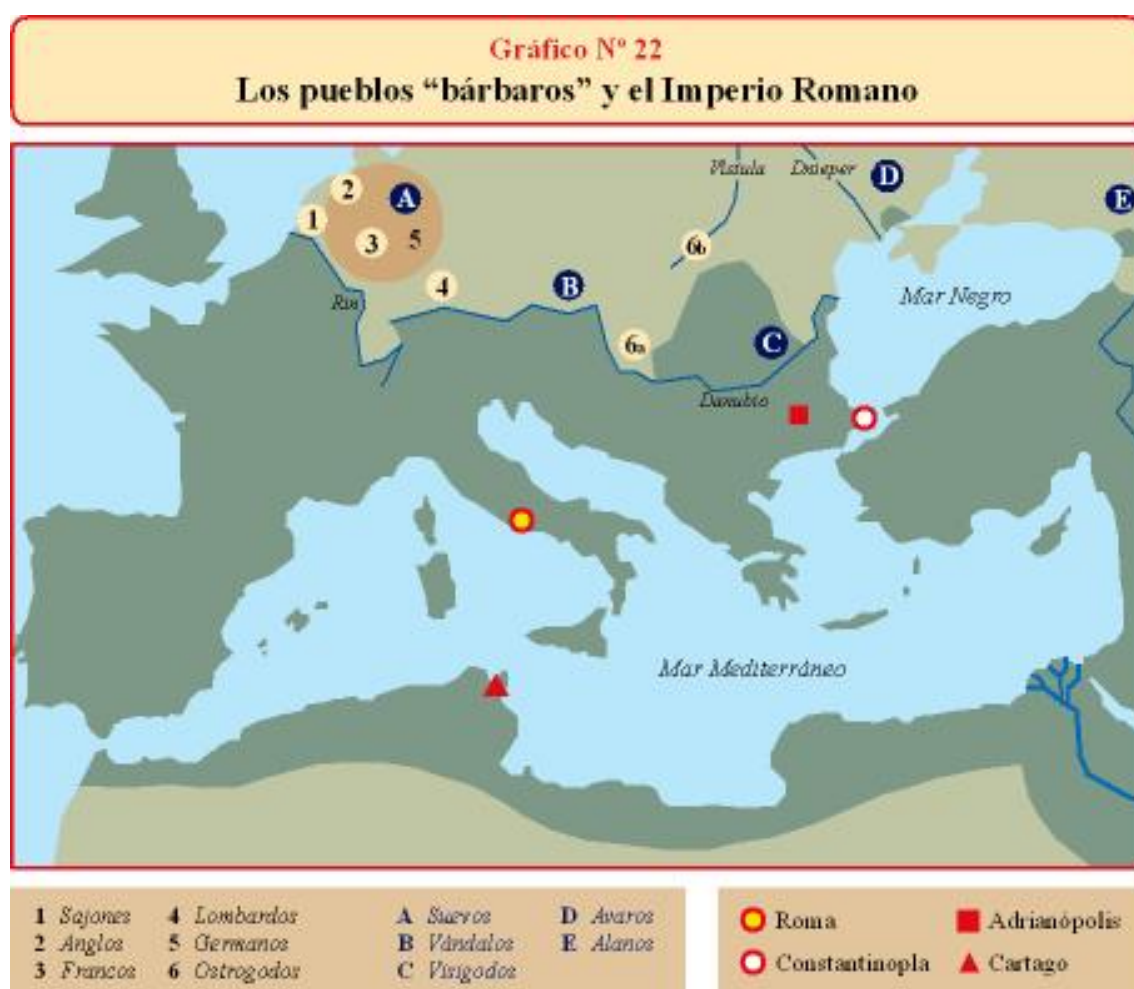 Gráfico Nº 22
Los pueblos “bárbaros” y el Imperio Romano
Vístula Dnieper
D
2 A E
1
3 5 6b
4 B Mar Negro
Rin
6a C
Danubio
Mar Mediterráneo
1 Sajones 4 Lombardos A Suevos D Avaros
2 Anglos 5 Germanos B Vándalos E Alanos
3 Francos 6 Ostrogodos C Visigodos
Roma Adrianópolis
Constantinopla Cartago